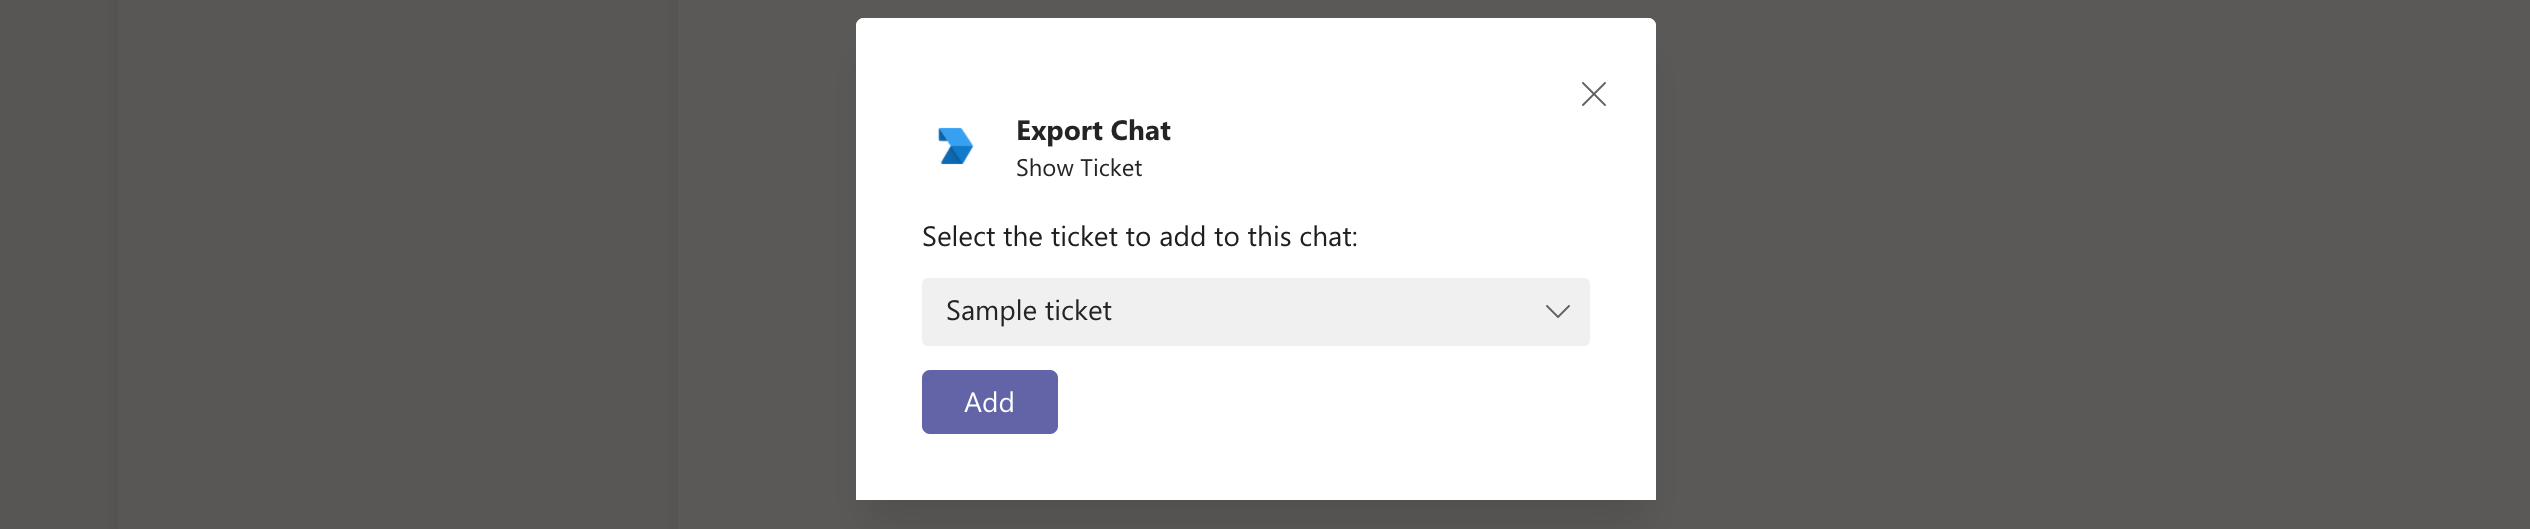 Export Chat
Show Ticket
Select the ticket to add to this chat:
Sample ticket
Add